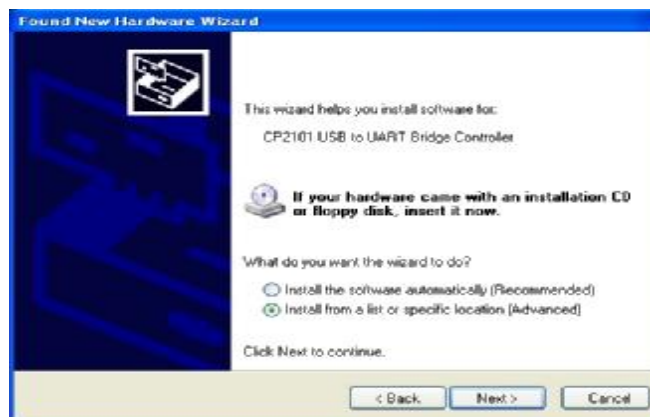 Found New Hardware Wizard
This wizard helps you install software for:
CP2101 USB to UART Bridge Controller
If your hardware came with an installation CD
or floppy disk, insert it now.
What do you want the wizard to do?
Install the software automatically (Recommended)
Install from a list or specific location (Advanced)
Click Next to continue.
< Back Next > Cancel